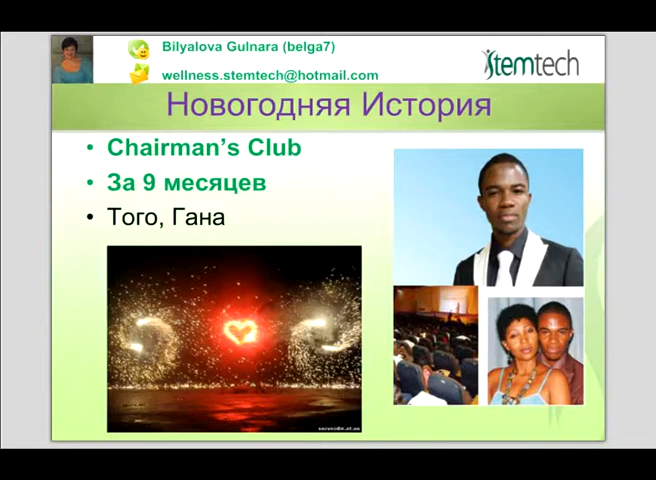 Bilyalova Gulnara (belga7)
wellness.stemtech@hotmail.com
Stemtech
Новогодняя История
• Chairman's Club
• За 9 месяцев
• Того, Гана